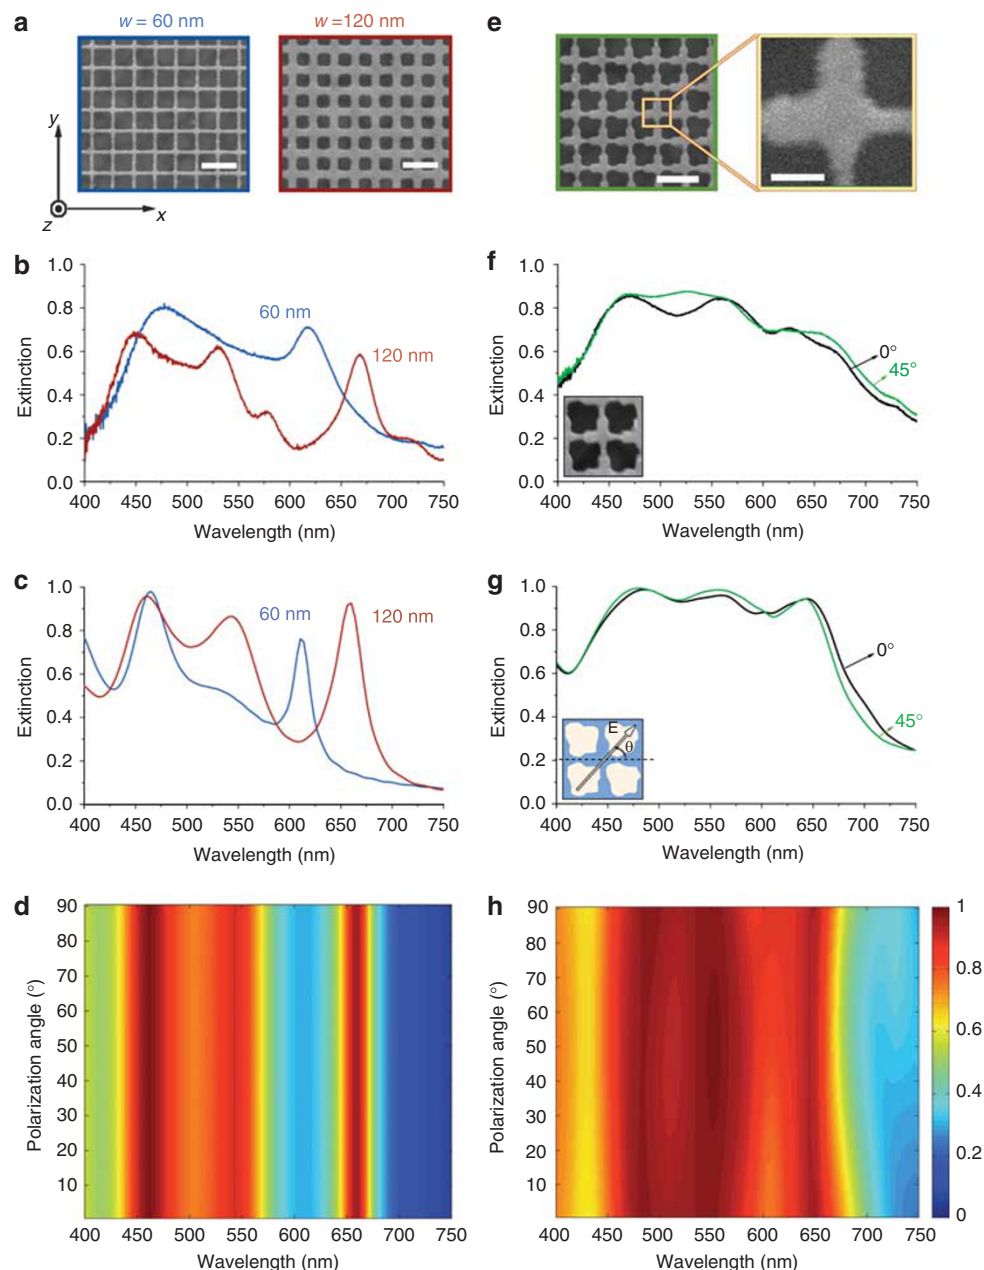 a
w = 60 nm
w =120 nm
y
z
x
e
b
1.0
0.8
0.6
0.4
0.2
0.0
Extinction
60 nm
120 nm
400 450 500 550 600 650 700 750
Wavelength (nm)
f
1.0
0.8
0.6
0.4
0.2
0.0
Extinction
0°
45°
400 450 500 550 600 650 700 750
Wavelength (nm)
c
1.0
0.8
0.6
0.4
0.2
0.0
Extinction
60 nm
120 nm
400 450 500 550 600 650 700 750
Wavelength (nm)
g
1.0
0.8
0.6
0.4
0.2
0.0
Extinction
0°
45°
E
θ
400 450 500 550 600 650 700 750
Wavelength (nm)
d
90
80
70
60
50
40
30
20
10
Polarization angle (°)
400 450 500 550 600 650 700 750
Wavelength (nm)
h
90
80
70
60
50
40
30
20
10
Polarization angle (°)
400 450 500 550 600 650 700 750
Wavelength (nm)
1
0.8
0.6
0.4
0.2
0